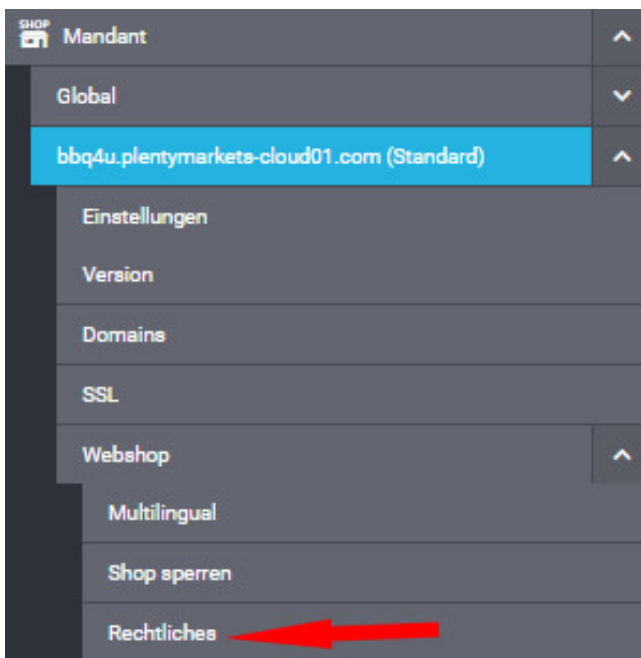 SHOP
Mandant
Global
bbq4u.plentymarkets-cloud01.com (Standard)
Einstellungen
Version
Domains
SSL
Webshop
Multilingual
Shop sperren
Rechtliches